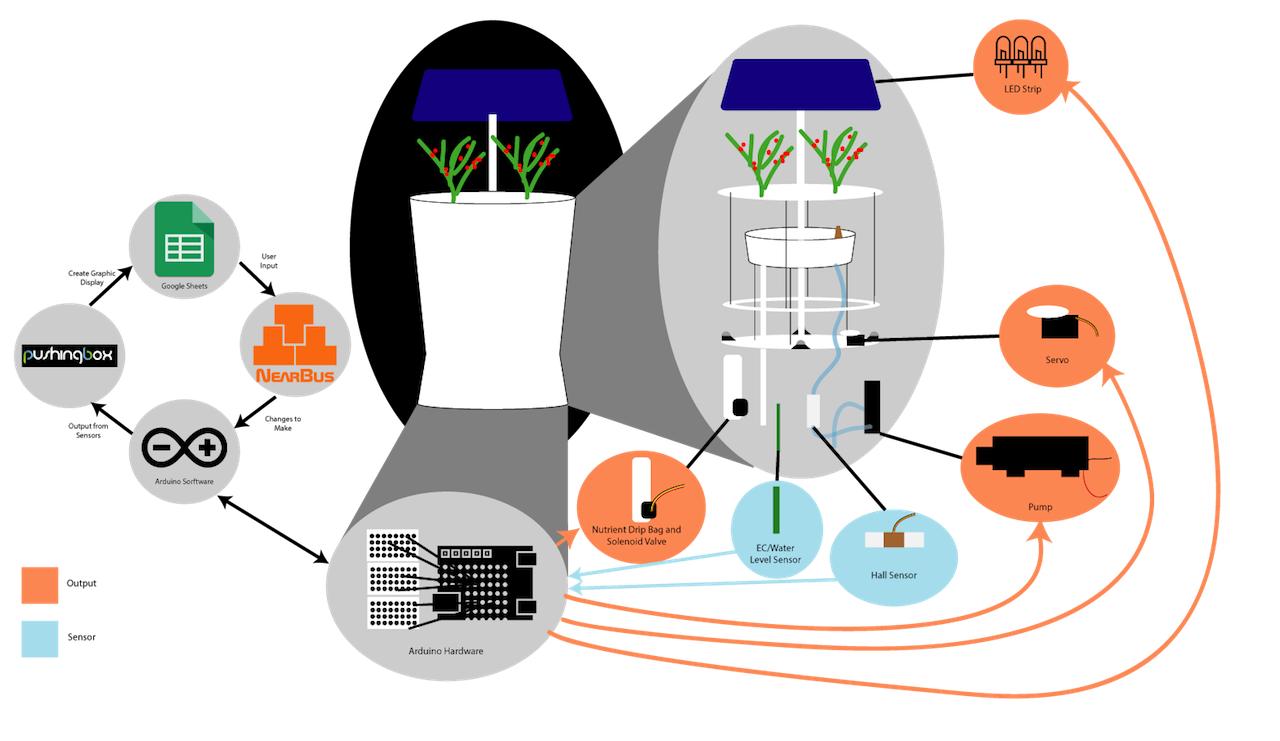 LED Strip
Google Sheets
User
Input
Create Graphic
Display
pushingbox
NEARBUS
Changes to
Make
Output from
Sensors
Arduino Sorftware
Servo
Pump
Nutrient Drip Bag and
Solenoid Valve
EC/Water
Level Sensor
Hall Sensor
Output
Sensor
Arduino Hardware